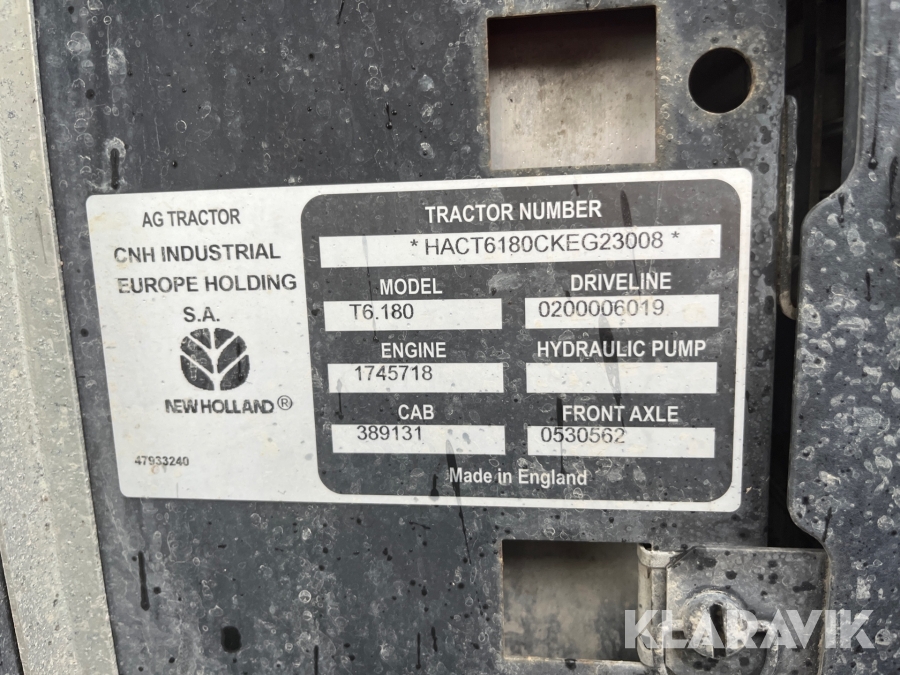 AG TRACTOR
CNH INDUSTRIAL
EUROPE HOLDING
S.A.
NEW HOLLAND®
47933240
TRACTOR NUMBER
* HACT6180CKEG23008 *
MODEL
T6.180
DRIVELINE
0200006019
ENGINE
1745718
HYDRAULIC PUMP
CAB
389131
FRONT AXLE
0530562
Made in England
KLARAVIK